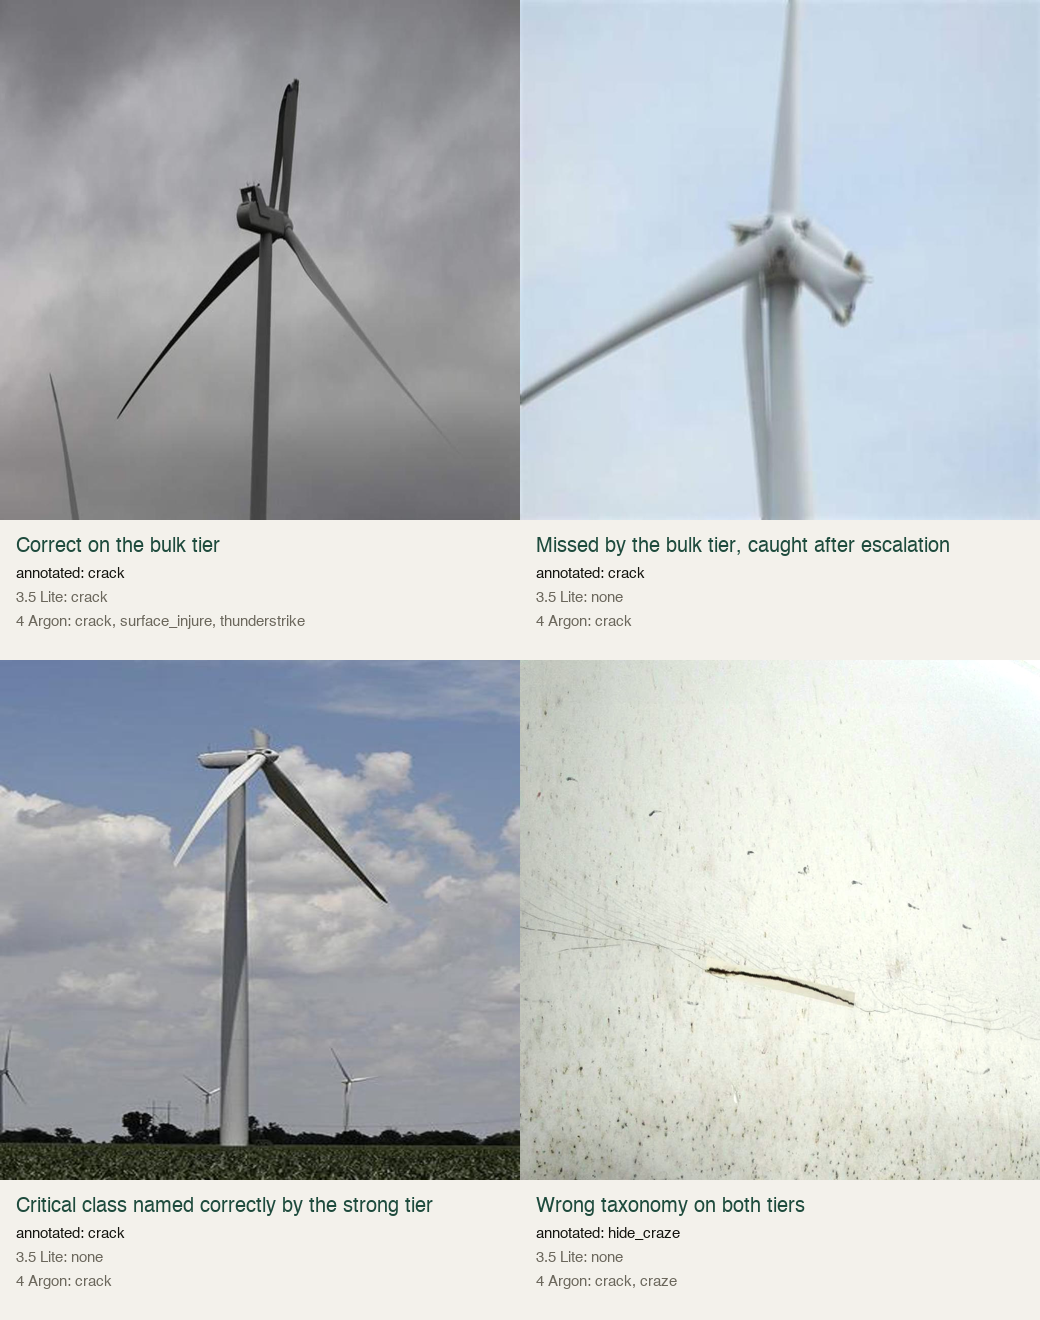 Correct on the bulk tier
annotated: crack
3.5 Lite: crack
4 Argon: crack, surface_injure, thunderstrike
Missed by the bulk tier, caught after escalation
annotated: crack
3.5 Lite: none
4 Argon: crack
Critical class named correctly by the strong tier
annotated: crack
3.5 Lite: none
4 Argon: crack
Wrong taxonomy on both tiers
annotated: hide_craze
3.5 Lite: none
4 Argon: crack, craze